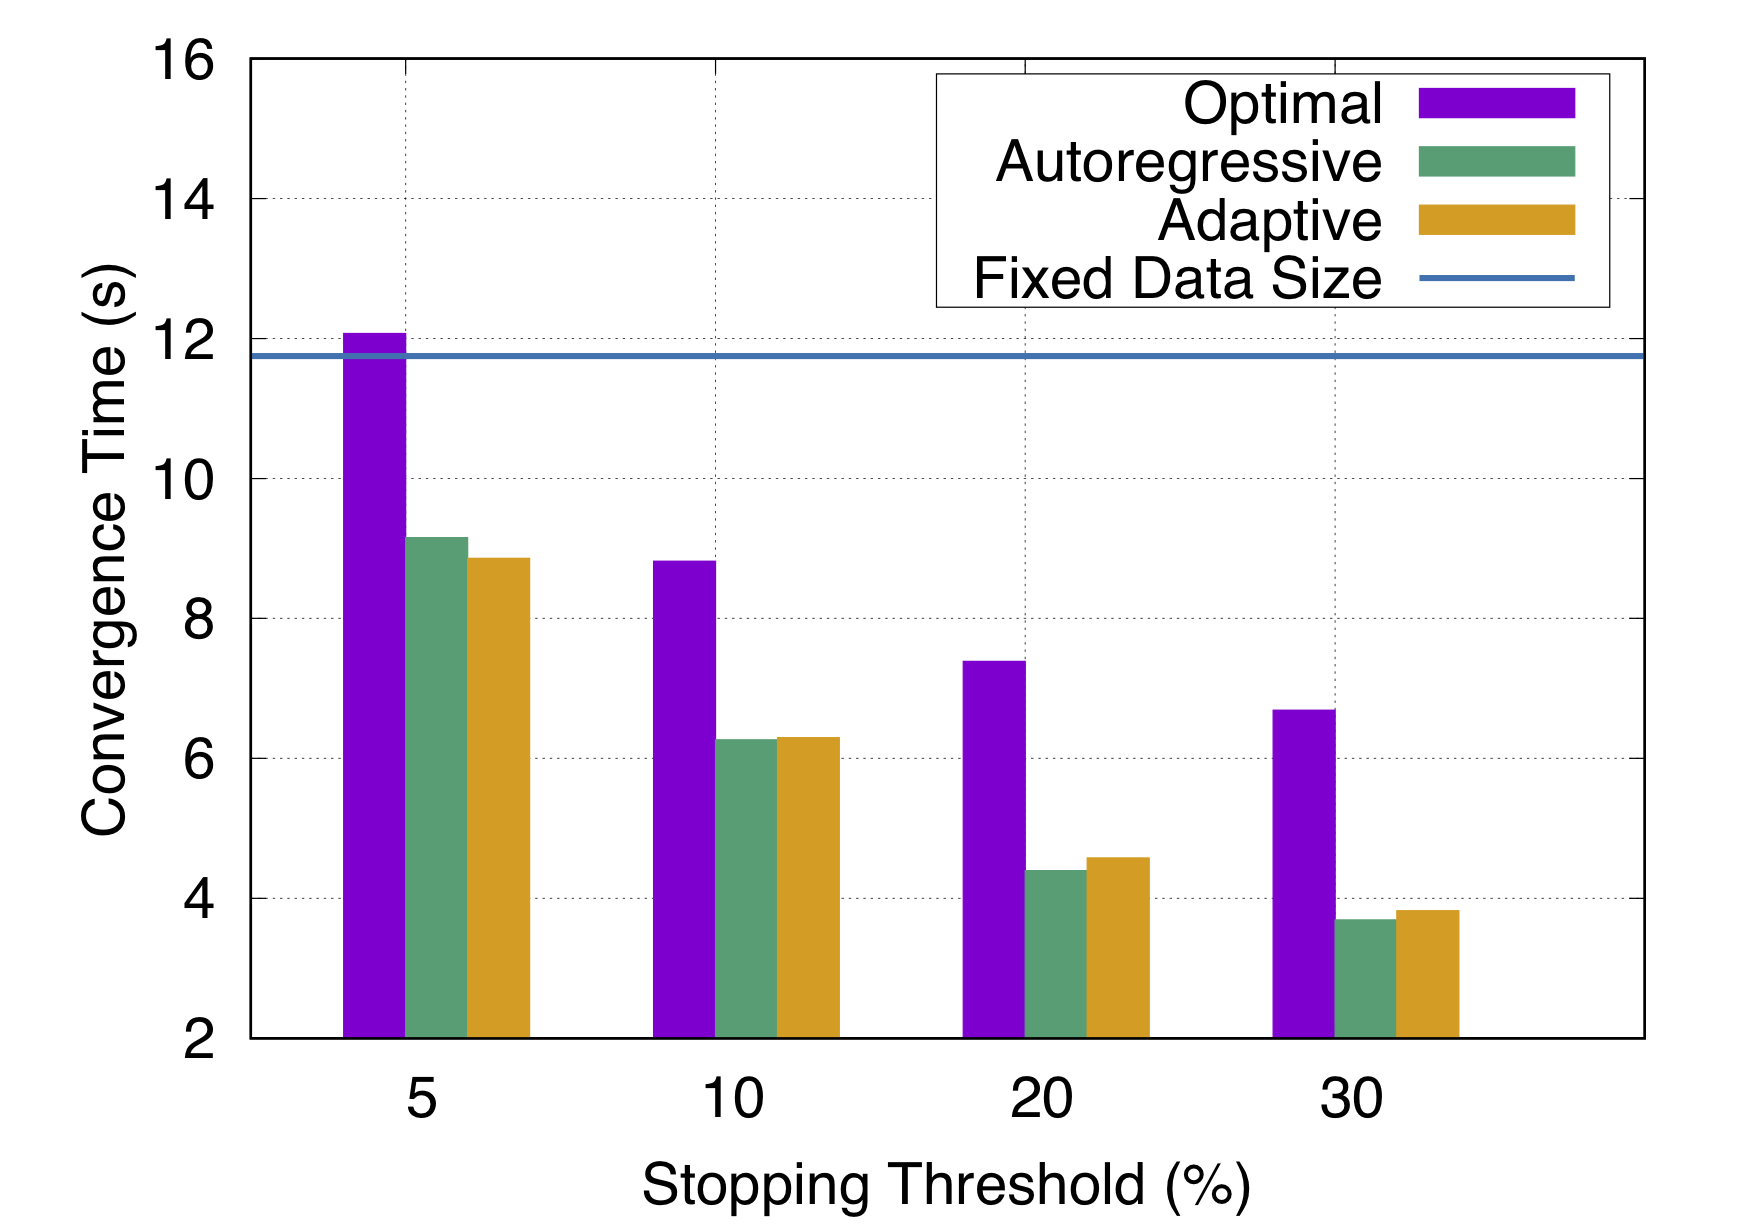 16
14
12
10
8
6
4
2
Convergence Time (s)
Optimal
Autoregressive
Adaptive
Fixed Data Size
5 10 20 30
Stopping Threshold (%)